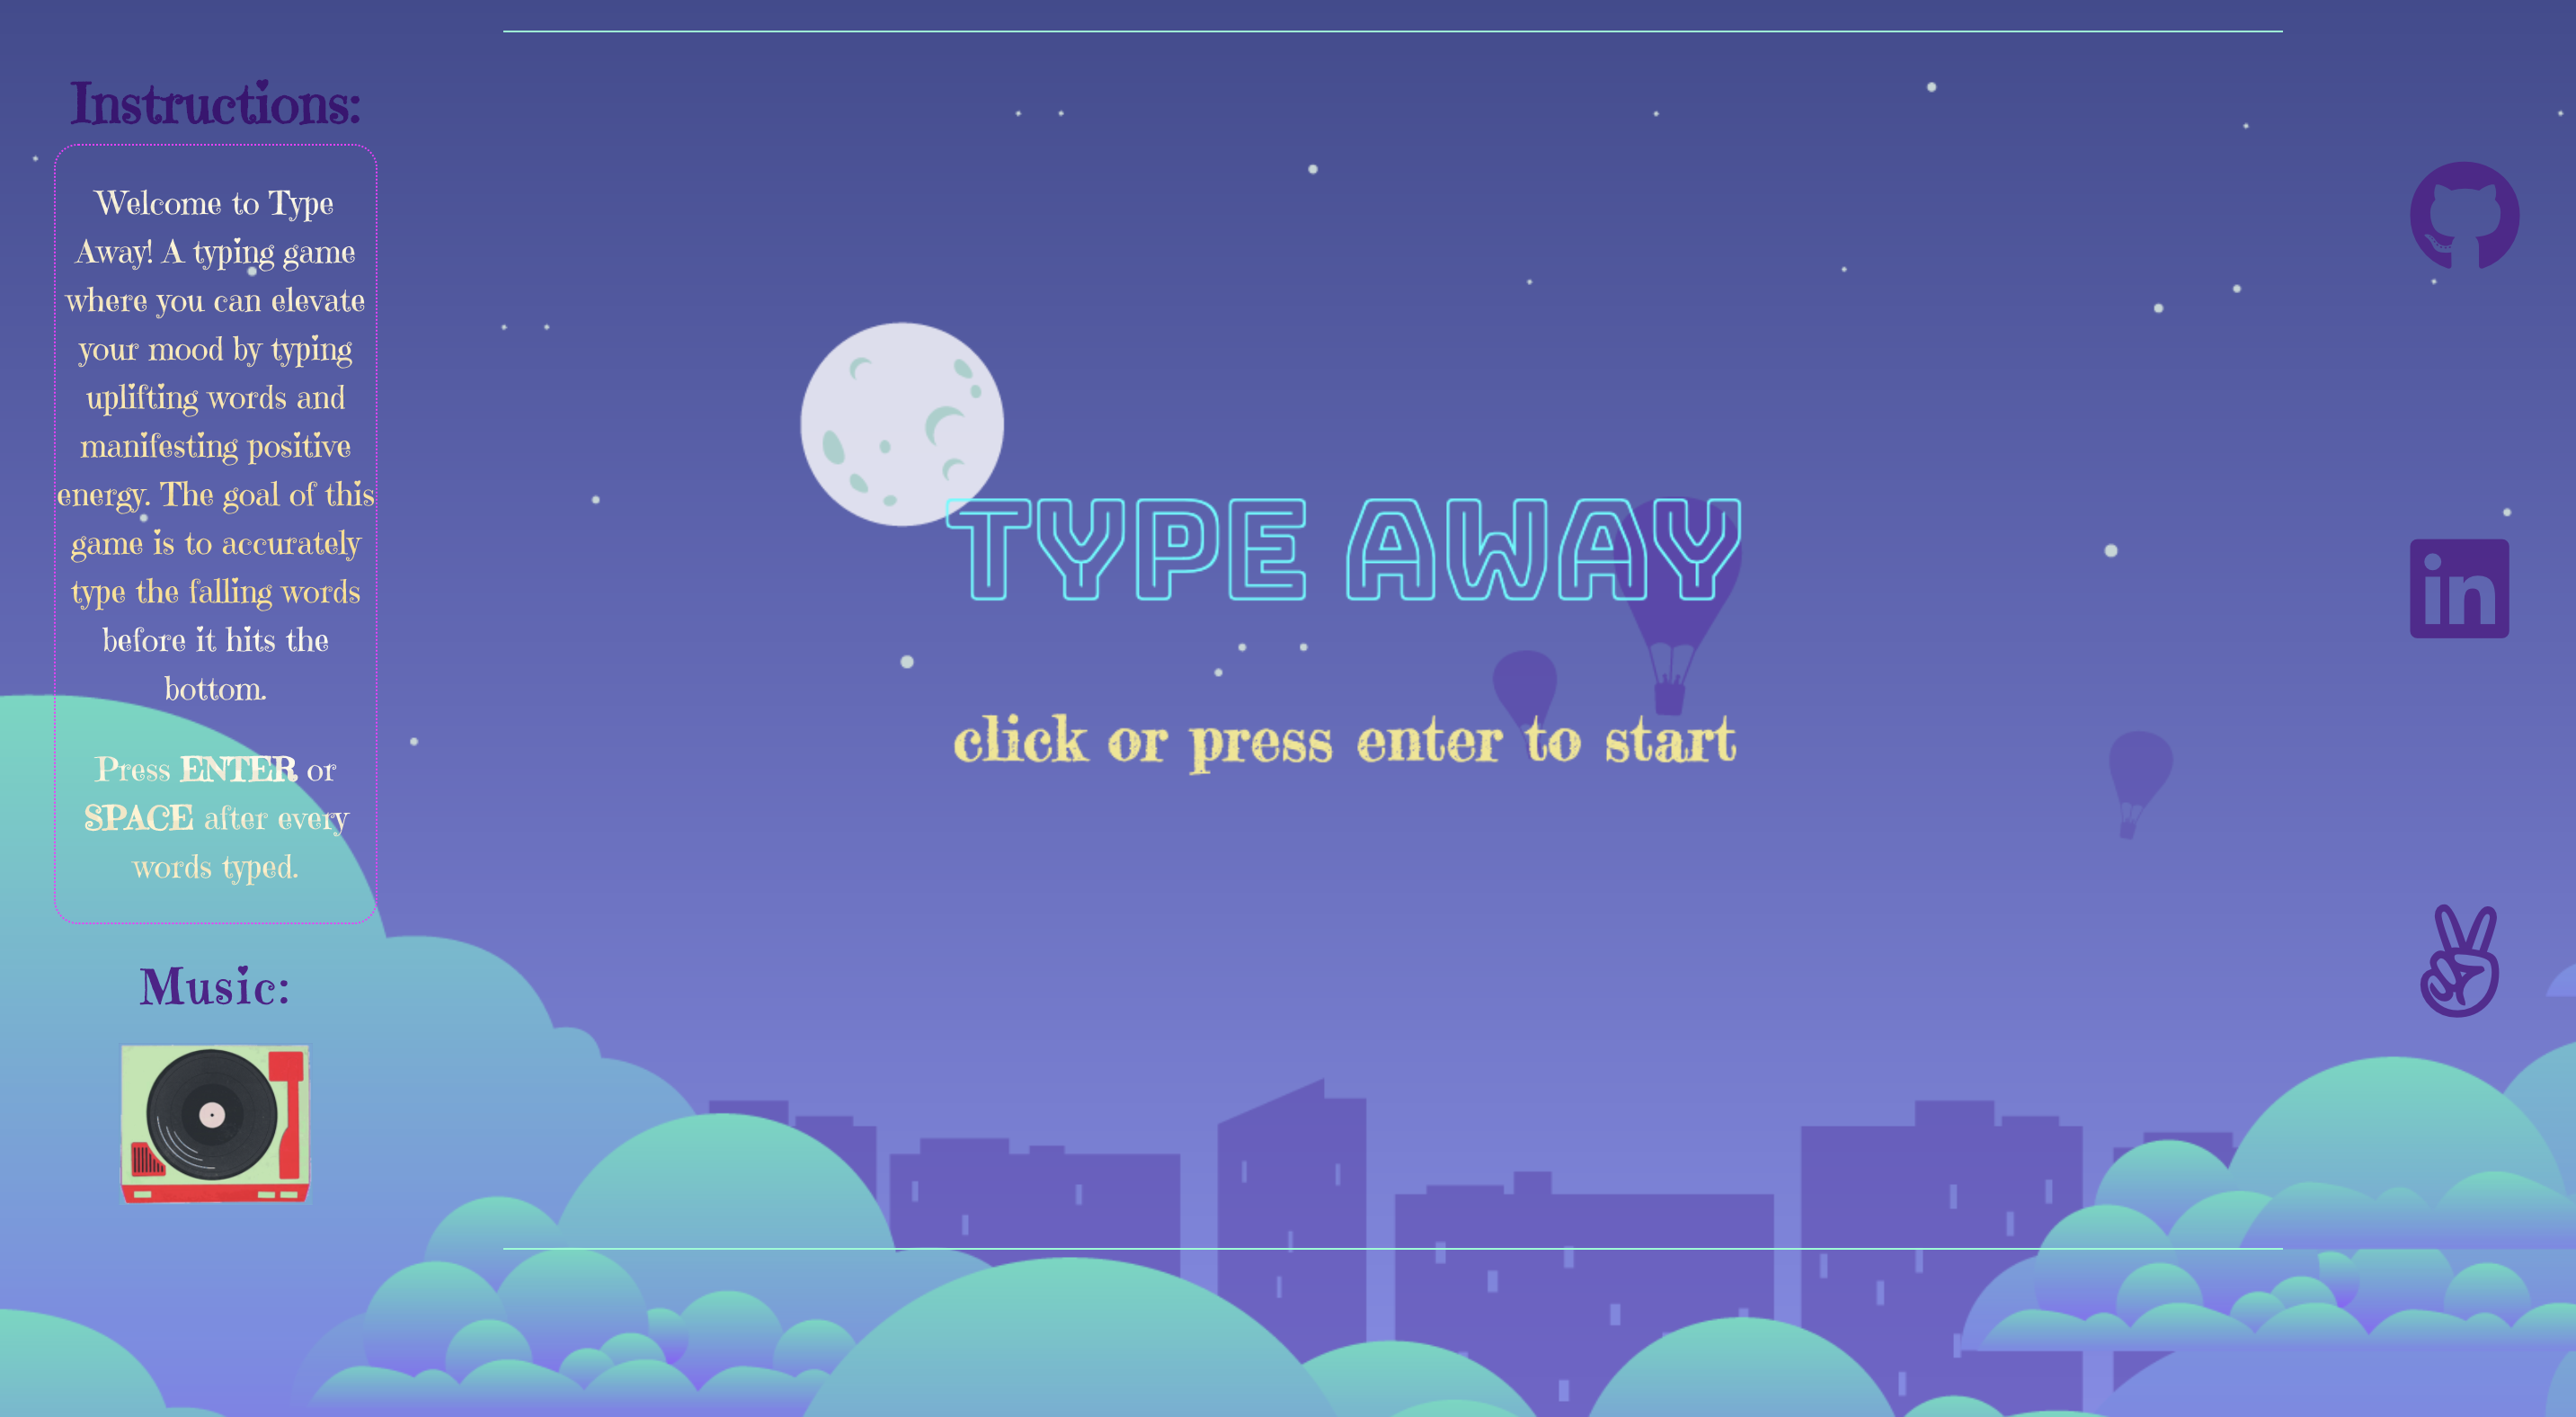 Instructions:
Welcome to Type
Away! A typing game
where you can elevate
your mood by typing
uplifting words and
manifesting positive
energy. The goal of this
game is to accurately
type the falling words
before it hits the
bottom.
Press ENTER or
SPACE after every
words typed.
Music:
TYPE AWAY
click or press enter to start
in